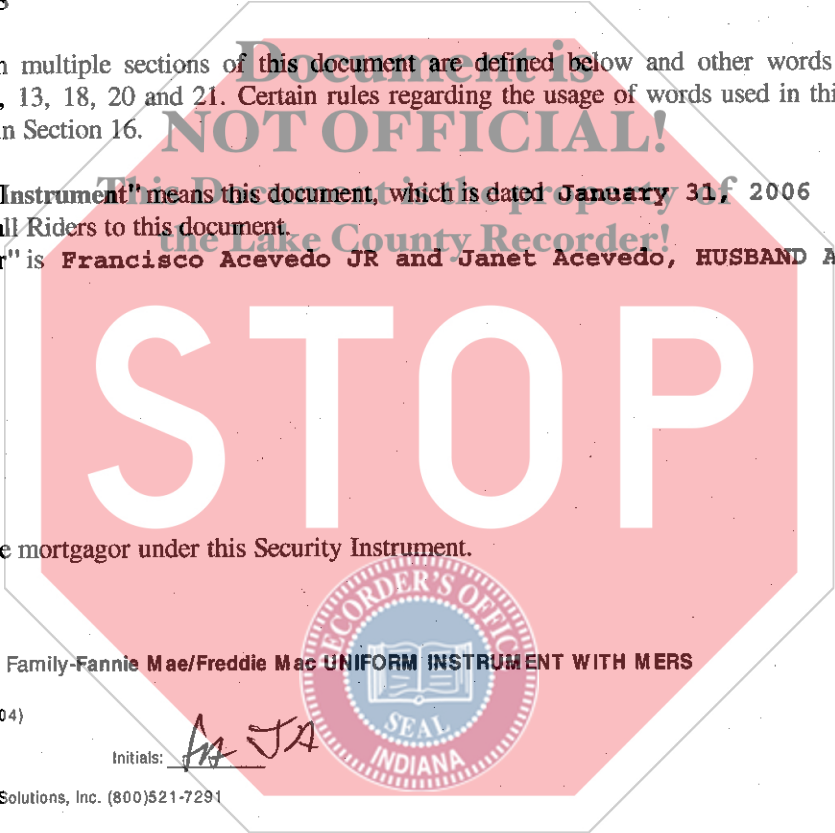 n multiple sections of this document are defined below and other words
, 13, 18, 20 and 21. Certain rules regarding the usage of words used in thi
n Section 16.
Document is
NOT OFFICIAL!
This Document is the property of
the Lake County Recorder!
Instrument" means this document, which is dated January 31, 2006
ll Riders to this document.
r" is Francisco Acevedo JR and Janet Acevedo, HUSBAND A
STOP
e mortgagor under this Security Instrument.
RECORDER'S OFFICE
SEAL
INDIANA
Family-Fannie Mae/Freddie Mac UNIFORM INSTRUMENT WITH MERS
04)
Initials: JA
Solutions, Inc. (800)521-7291